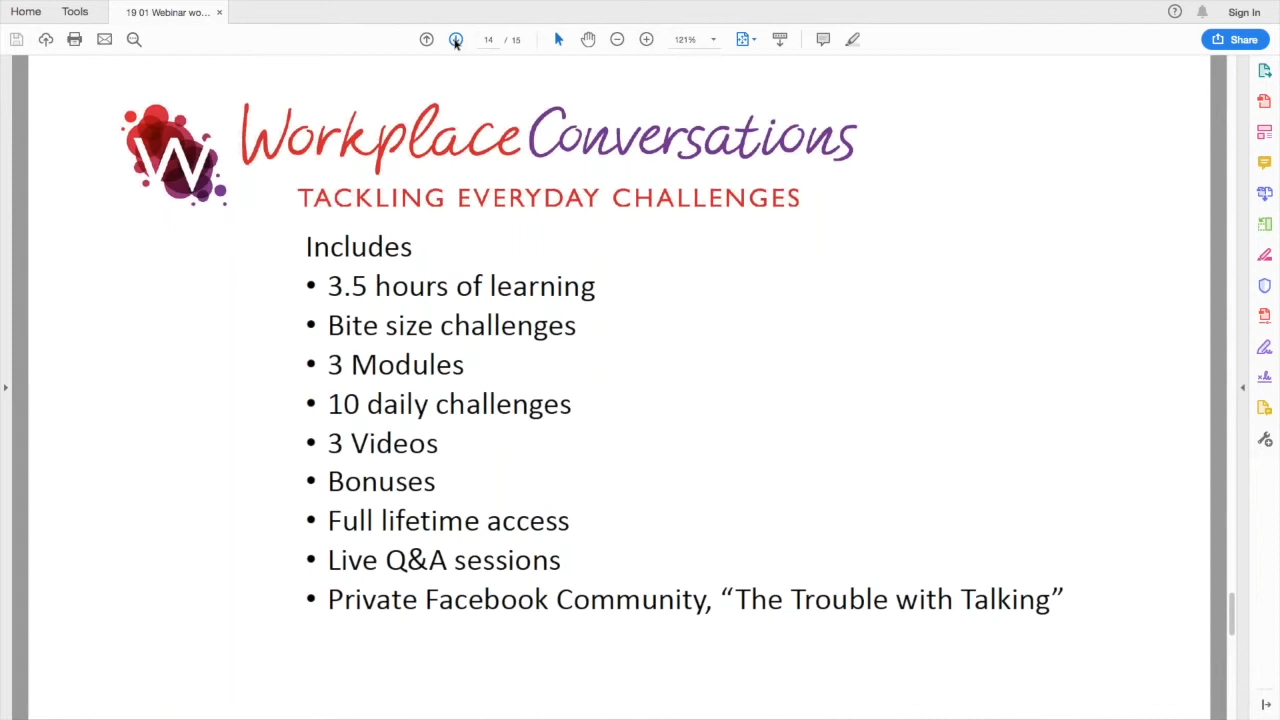 Home Tools 19 01 Webinar wo... × Sign In
14 / 15 121% Share
W Workplace Conversations
TACKLING EVERYDAY CHALLENGES
Includes
• 3.5 hours of learning
• Bite size challenges
• 3 Modules
• 10 daily challenges
• 3 Videos
• Bonuses
• Full lifetime access
• Live Q&A sessions
• Private Facebook Community, “The Trouble with Talking”